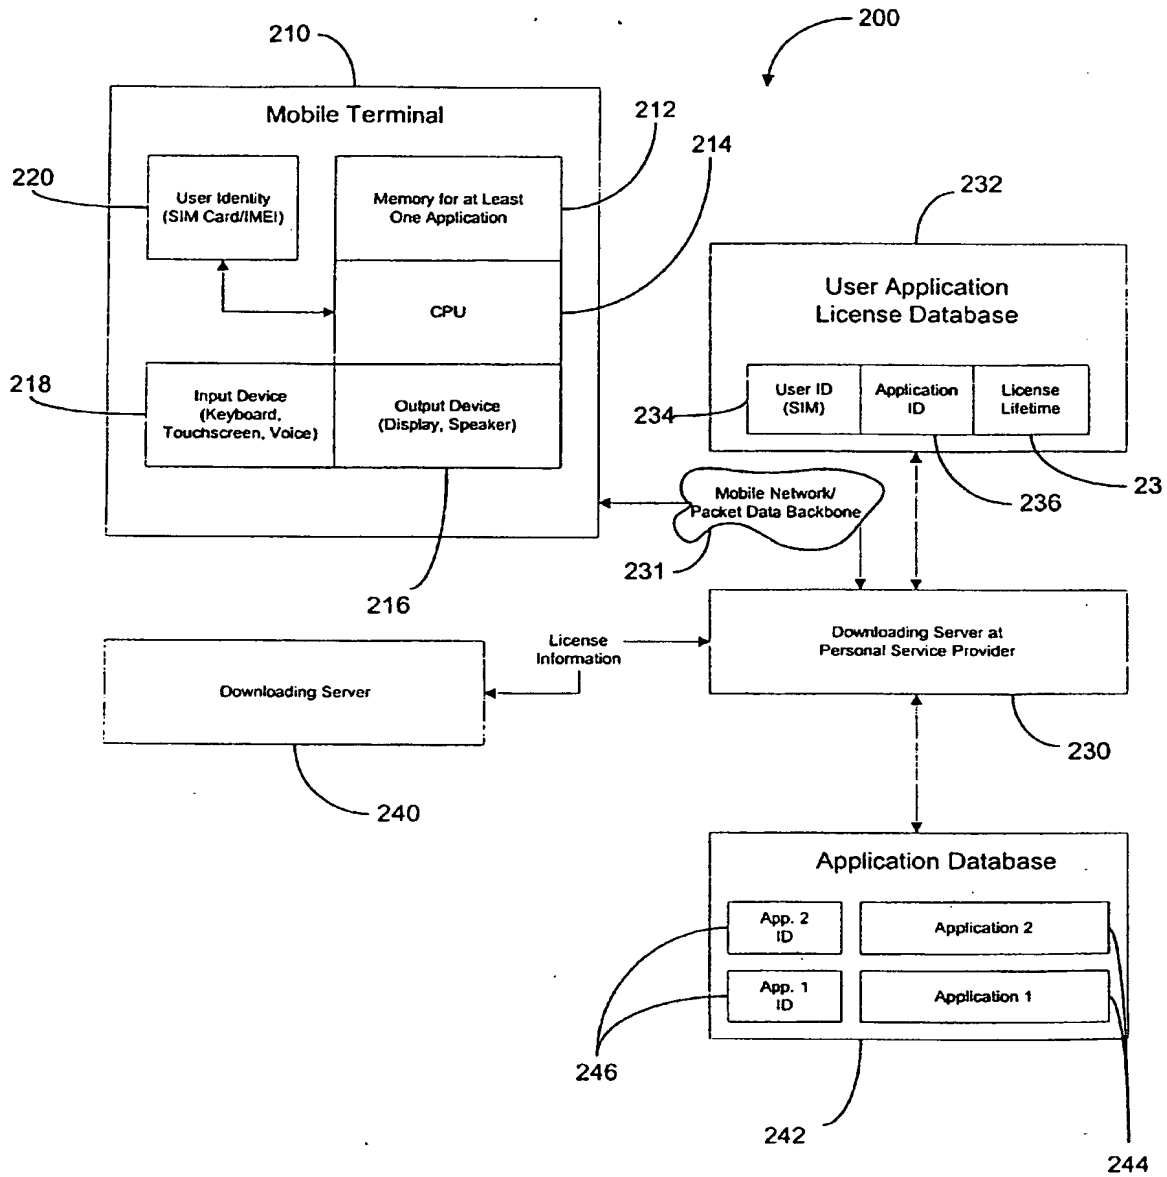 200
210
Mobile Terminal
212
214
220
User Identity
(SIM Card/IMEI)
Memory for at Least
One Application
CPU
218
Input Device
(Keyboard,
Touchscreen, Voice)
Output Device
(Display, Speaker)
216
232
User Application
License Database
234
User ID
(SIM)
Application
ID
License
Lifetime
236
23
Mobile Network/
Packet Data Backbone
231
License
Information
Downloading Server at
Personal Service Provider
230
Downloading Server
240
Application Database
App. 2
ID
Application 2
App. 1
ID
Application 1
246
242
244